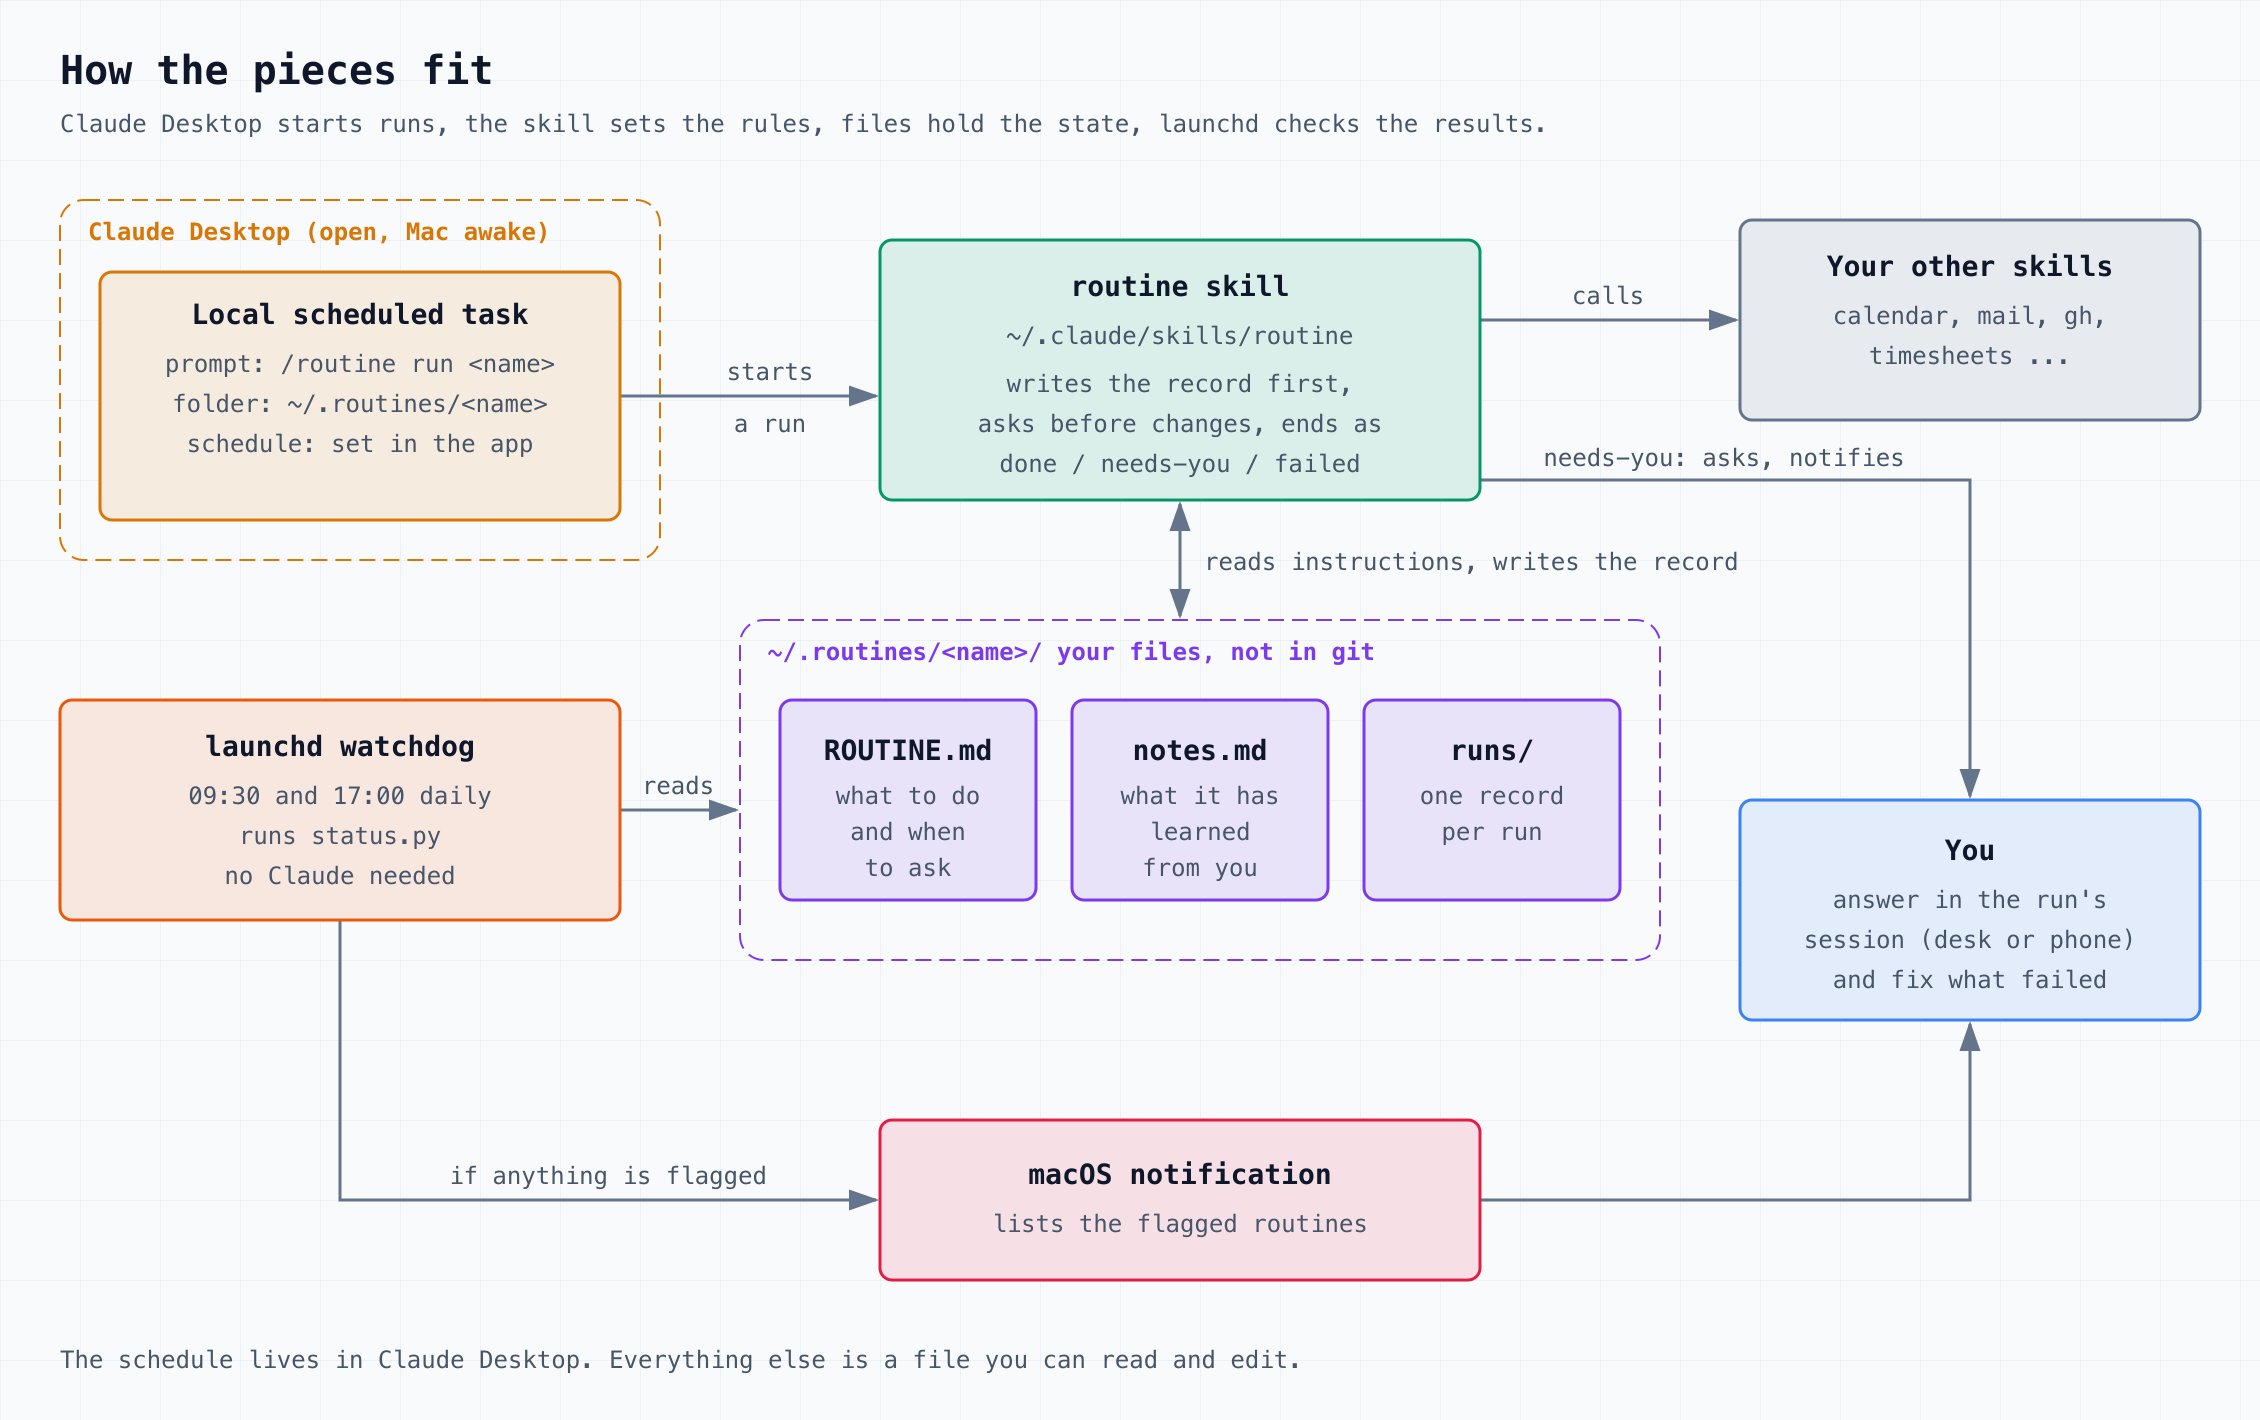 How the pieces fit
Claude Desktop starts runs, the skill sets the rules, files hold the state, launchd checks the results.
Claude Desktop (open, Mac awake)
Local scheduled task
prompt: /routine run <name>
folder: ~/.routines/<name>
schedule: set in the app
starts
a run
routine skill
~/.claude/skills/routine
writes the record first,
asks before changes, ends as
done / needs-you / failed
calls
Your other skills
calendar, mail, gh,
timesheets ...
needs-you: asks, notifies
reads instructions, writes the record
~/.routines/<name>/ your files, not in git
launchd watchdog
09:30 and 17:00 daily
runs status.py
no Claude needed
reads
ROUTINE.md
what to do
and when
to ask
notes.md
what it has
learned
from you
runs/
one record
per run
You
answer in the run's
session (desk or phone)
and fix what failed
if anything is flagged
macOS notification
lists the flagged routines
The schedule lives in Claude Desktop. Everything else is a file you can read and edit.